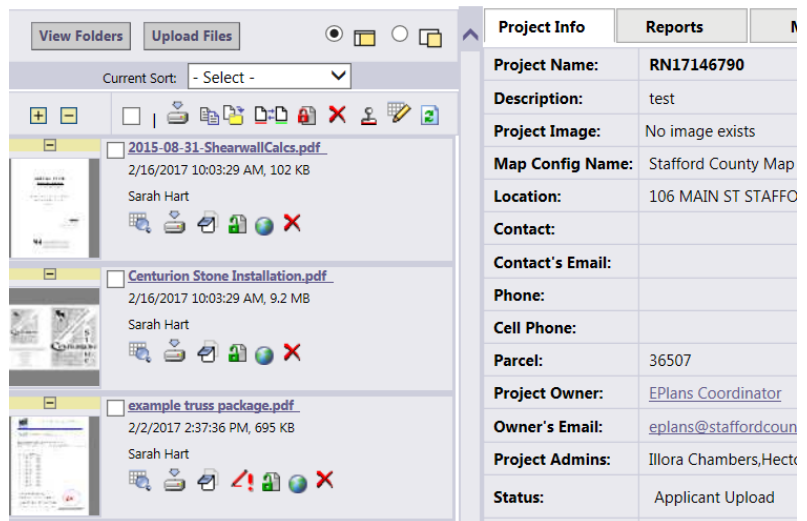 View Folders
Upload Files
Current Sort: - Select -
2015-08-31-ShearwallCalcs.pdf
2/16/2017 10:03:29 AM, 102 KB
Sarah Hart
Centurion Stone Installation.pdf
2/16/2017 10:03:29 AM, 9.2 MB
Sarah Hart
example truss package.pdf
2/2/2017 2:37:36 PM, 695 KB
Sarah Hart
Project Info
Reports
Project Name: RN17146790
Description: test
Project Image: No image exists
Map Config Name: Stafford County Map
Location: 106 MAIN ST STAFFO
Contact:
Contact's Email:
Phone:
Cell Phone:
Parcel: 36507
Project Owner: EPlans Coordinator
Owner's Email: eplans@staffordcoun
Project Admins: Illora Chambers,Hecto
Status: Applicant Upload